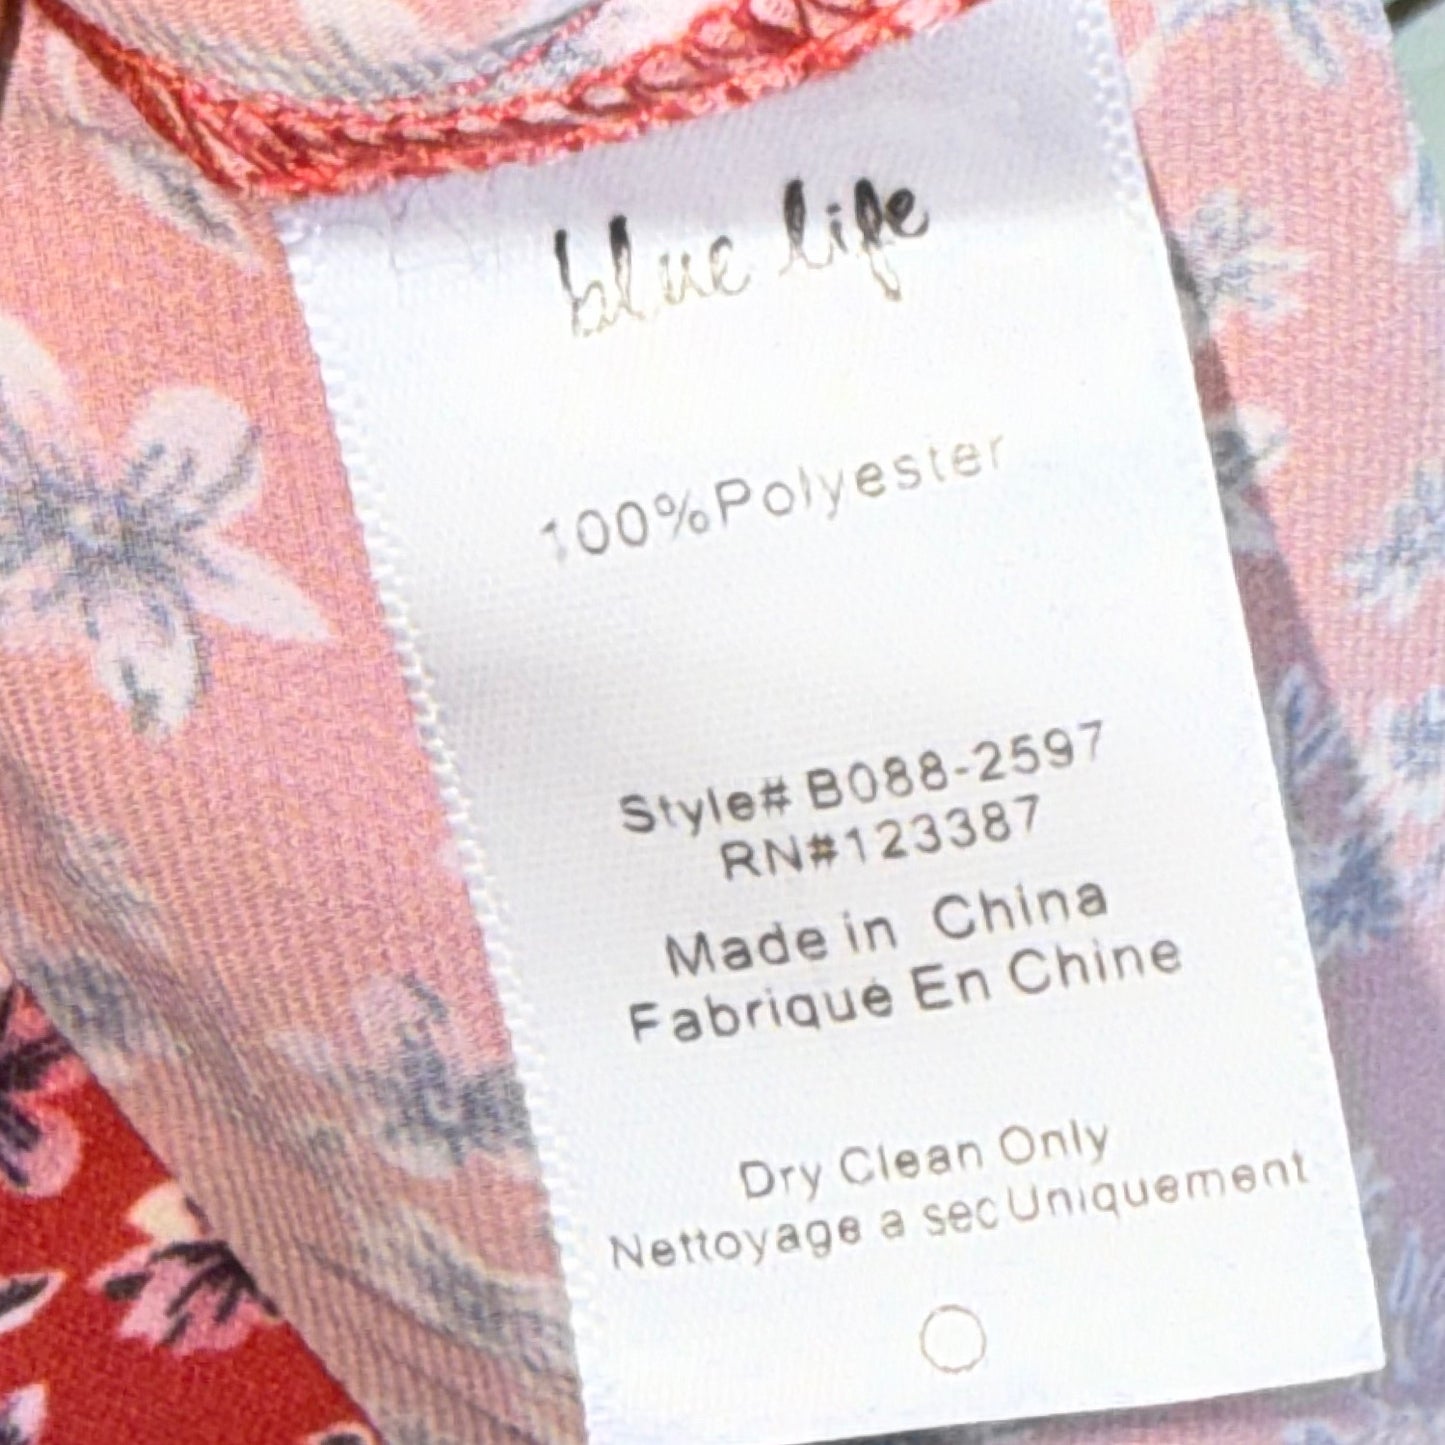 blue life
100%Polyester
Style# B088-2597
RN#123387
Made in China
Fabriqué En Chine
Dry Clean Only
Nettoyage a sec Uniquement